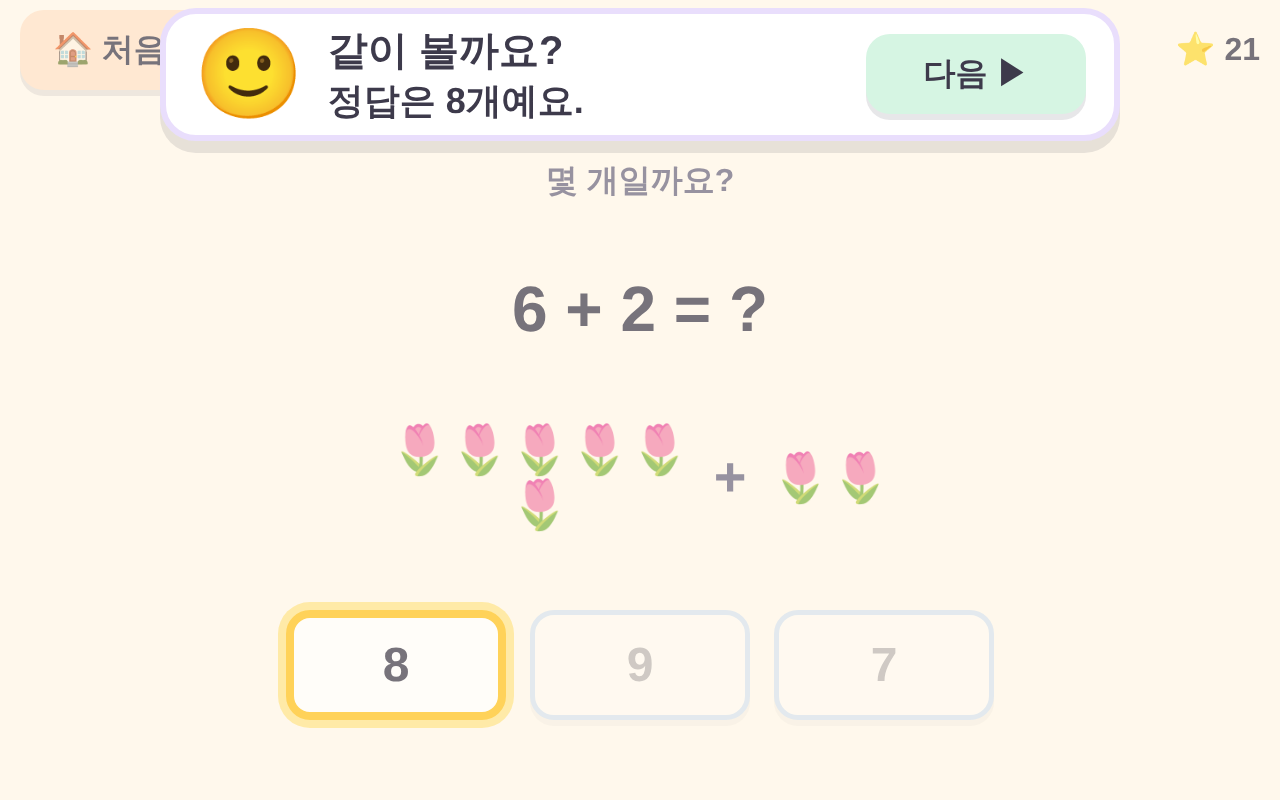 처음
같이 볼까요?
정답은 8개예요.
다음 ▶
⭐ 21
몇 개일까요?
6 + 2 = ?
+
8
9
7